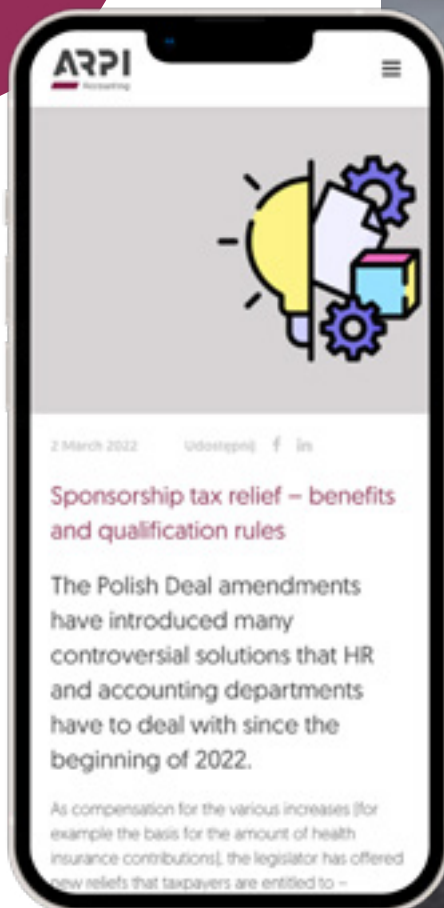 ARPI
Accounting
2 March 2022 Udostępnij f in
Sponsorship tax relief – benefits
and qualification rules
The Polish Deal amendments
have introduced many
controversial solutions that HR
and accounting departments
have to deal with since the
beginning of 2022.
As compensation for the various increases (for
example the basis for the amount of health
insurance contributions), the legislator has offered
new reliefs that taxpayers are entitled to –